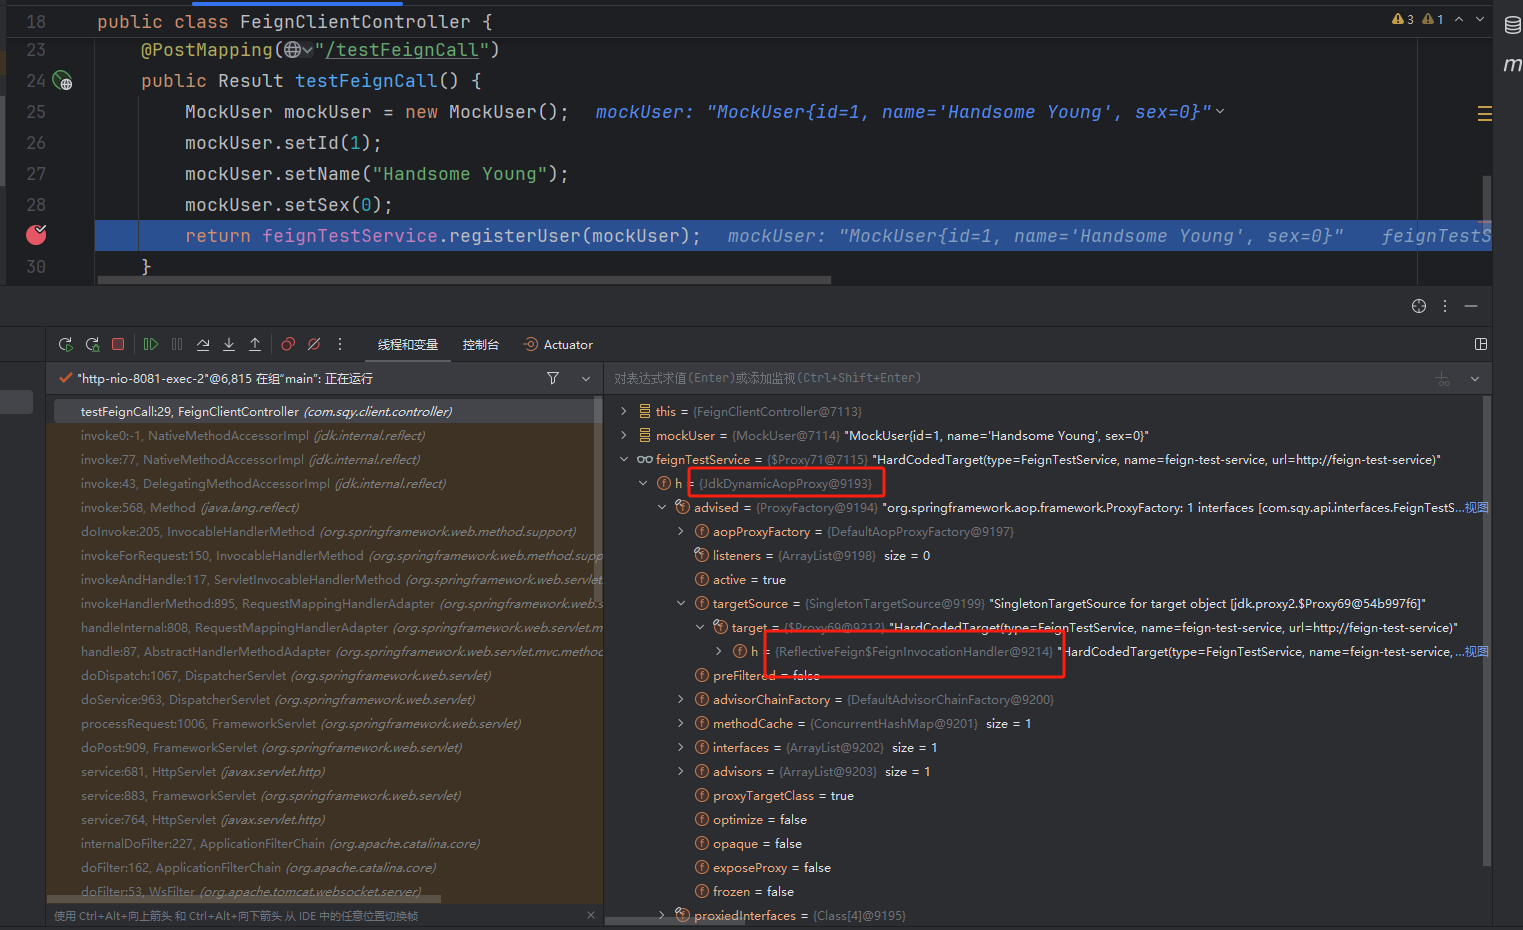 18 public class FeignClientController {
3 1
23 @PostMapping("/testFeignCall")
24 public Result testFeignCall() {
25 MockUser mockUser = new MockUser(); mockUser: "MockUser{id=1, name='Handsome Young', sex=0}"
26 mockUser.setId(1);
27 mockUser.setName("Handsome Young");
28 mockUser.setSex(0);
return feignTestService.registerUser(mockUser); mockUser: "MockUser{id=1, name='Handsome Young', sex=0}" feignTestS
30 }
m
线程和变量 控制台 Actuator
"http-nio-8081-exec-2"@6,815 在组"main": 正在运行
对表达式求值(Enter)或添加监视(Ctrl+Shift+Enter)
testFeignCall:29, FeignClientController (com.sqy.client.controller)
invoke0:-1, NativeMethodAccessorImpl (jdk.internal.reflect)
invoke:77, NativeMethodAccessorImpl (jdk.internal.reflect)
invoke:43, DelegatingMethodAccessorImpl (jdk.internal.reflect)
invoke:568, Method (java.lang.reflect)
doInvoke:205, InvocableHandlerMethod (org.springframework.web.method.support)
invokeForRequest:150, InvocableHandlerMethod (org.springframework.web.method.supp
invokeAndHandle:117, ServletInvocableHandlerMethod (org.springframework.web.servlet
invokeHandlerMethod:895, RequestMappingHandlerAdapter (org.springframework.web.s
handleInternal:808, RequestMappingHandlerAdapter (org.springframework.web.servlet.m
handle:87, AbstractHandlerMethodAdapter (org.springframework.web.servlet.mvc.method
doDispatch:1067, DispatcherServlet (org.springframework.web.servlet)
doService:963, DispatcherServlet (org.springframework.web.servlet)
processRequest:1006, FrameworkServlet (org.springframework.web.servlet)
doPost:909, FrameworkServlet (org.springframework.web.servlet)
service:681, HttpServlet (javax.servlet.http)
service:883, FrameworkServlet (org.springframework.web.servlet)
service:764, HttpServlet (javax.servlet.http)
internalDoFilter:227, ApplicationFilterChain (org.apache.catalina.core)
doFilter:162, ApplicationFilterChain (org.apache.catalina.core)
doFilter:53, WsFilter (org.apache.tomcat.websocket.server)
使用 Ctrl+Alt+向上箭头 和 Ctrl+Alt+向下箭头 从 IDE 中的任意位置切换帧
this = {FeignClientController@7113}
mockUser = {MockUser@7114} "MockUser{id=1, name='Handsome Young', sex=0}"
feignTestService = {$Proxy71@7115} "HardCodedTarget(type=FeignTestService, name=feign-test-service, url=http://feign-test-service)"
h = {JdkDynamicAopProxy@9193}
advised = {ProxyFactory@9194} "org.springframework.aop.framework.ProxyFactory: 1 interfaces [com.sqy.api.interfaces.FeignTestS...视图
aopProxyFactory = {DefaultAopProxyFactory@9197}
listeners = {ArrayList@9198} size = 0
active = true
targetSource = {SingletonTargetSource@9199} "SingletonTargetSource for target object [jdk.proxy2.$Proxy69@54b997f6]"
target = {$Proxy69@9212} "HardCodedTarget(type=FeignTestService, name=feign-test-service, url=http://feign-test-service)"
h = {ReflectiveFeign$FeignInvocationHandler@9214} "HardCodedTarget(type=FeignTestService, name=feign-test-service, ...视图
preFiltered = false
advisorChainFactory = {DefaultAdvisorChainFactory@9200}
methodCache = {ConcurrentHashMap@9201} size = 1
interfaces = {ArrayList@9202} size = 1
advisors = {ArrayList@9203} size = 1
proxyTargetClass = true
optimize = false
opaque = false
exposeProxy = false
frozen = false
proxiedInterfaces = {Class[4]@9195}